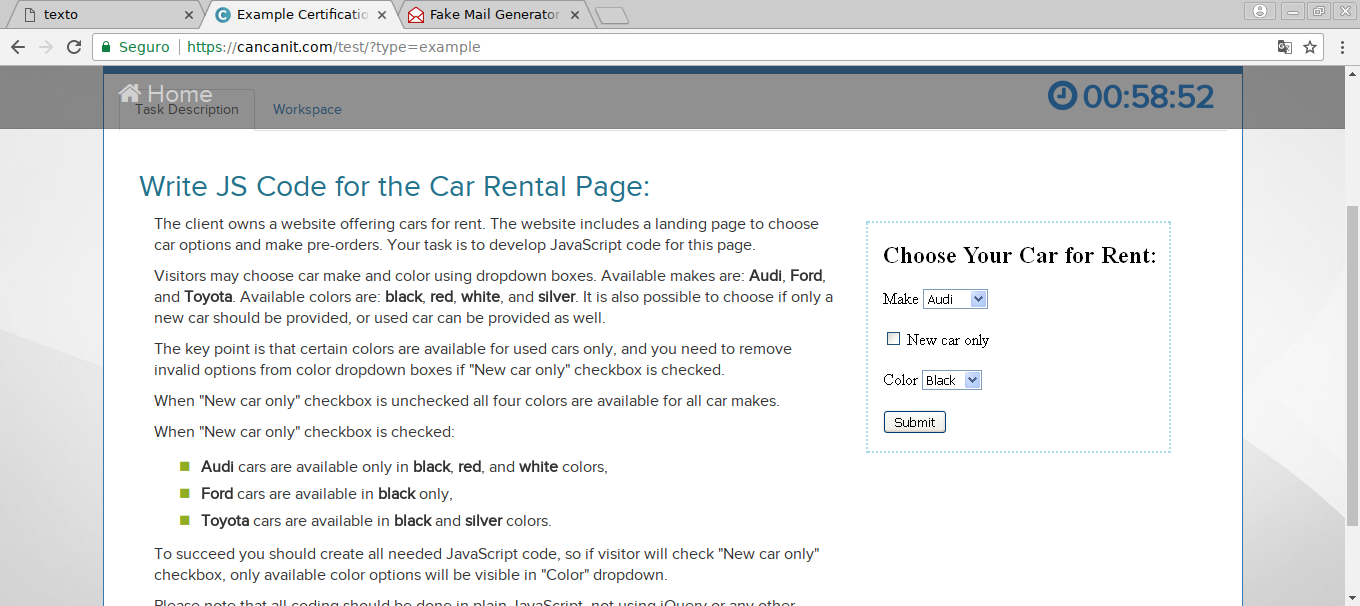 texto
Example Certificatio
Fake Mail Generator
Seguro
https://cancanit.com/test/?type=example
Home
00:58:52
Task Description
Workspace
Write JS Code for the Car Rental Page:
The client owns a website offering cars for rent. The website includes a landing page to choose
car options and make pre-orders. Your task is to develop JavaScript code for this page.
Visitors may choose car make and color using dropdown boxes. Available makes are: Audi, Ford,
and Toyota. Available colors are: black, red, white, and silver. It is also possible to choose if only a
new car should be provided, or used car can be provided as well.
The key point is that certain colors are available for used cars only, and you need to remove
invalid options from color dropdown boxes if "New car only" checkbox is checked.
When "New car only" checkbox is unchecked all four colors are available for all car makes.
When "New car only" checkbox is checked:
Audi cars are available only in black, red, and white colors,
Ford cars are available in black only,
Toyota cars are available in black and silver colors.
To succeed you should create all needed JavaScript code, so if visitor will check "New car only"
checkbox, only available color options will be visible in "Color" dropdown.
Please note that all coding should be done in plain JavaScript, not using jQuery or any other
Choose Your Car for Rent:
Make Audi
New car only
Color Black
Submit